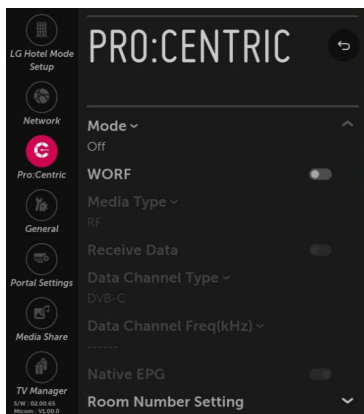 PRO:CENTRIC
LG Hotel Mode
Setup
Network
Pro:Centric
General
Portal Settings
Media Share
TV Manager
S/W : 02.00.65
Micom : V1.00.0
Mode
Off
WORF
Media Type
RF
Receive Data
Data Channel Type
DVB-C
Data Channel Freq(kHz)
------
Native EPG
Room Number Setting